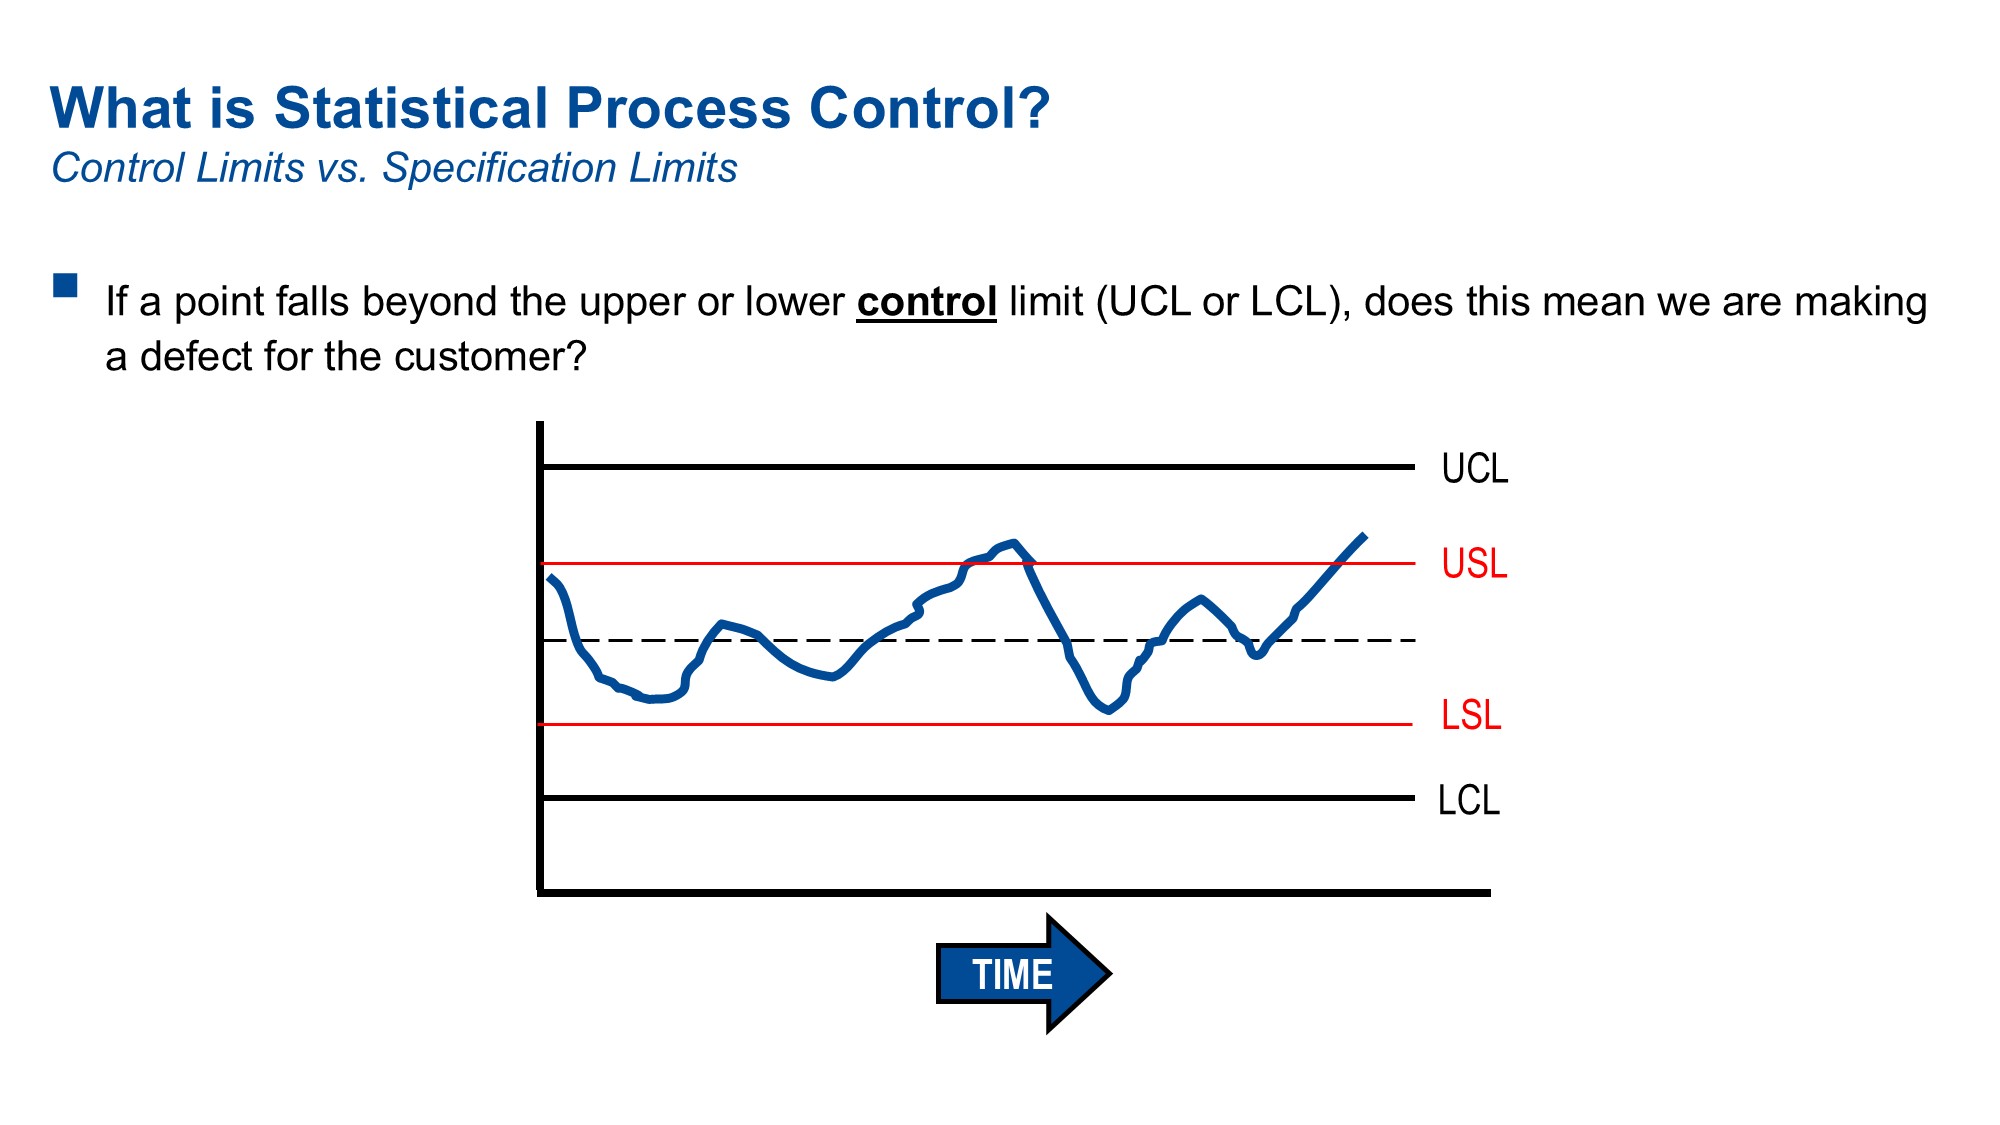 What is Statistical Process Control?
Control Limits vs. Specification Limits
If a point falls beyond the upper or lower control limit (UCL or LCL), does this mean we are making
a defect for the customer?
UCL
USL
LSL
LCL
TIME